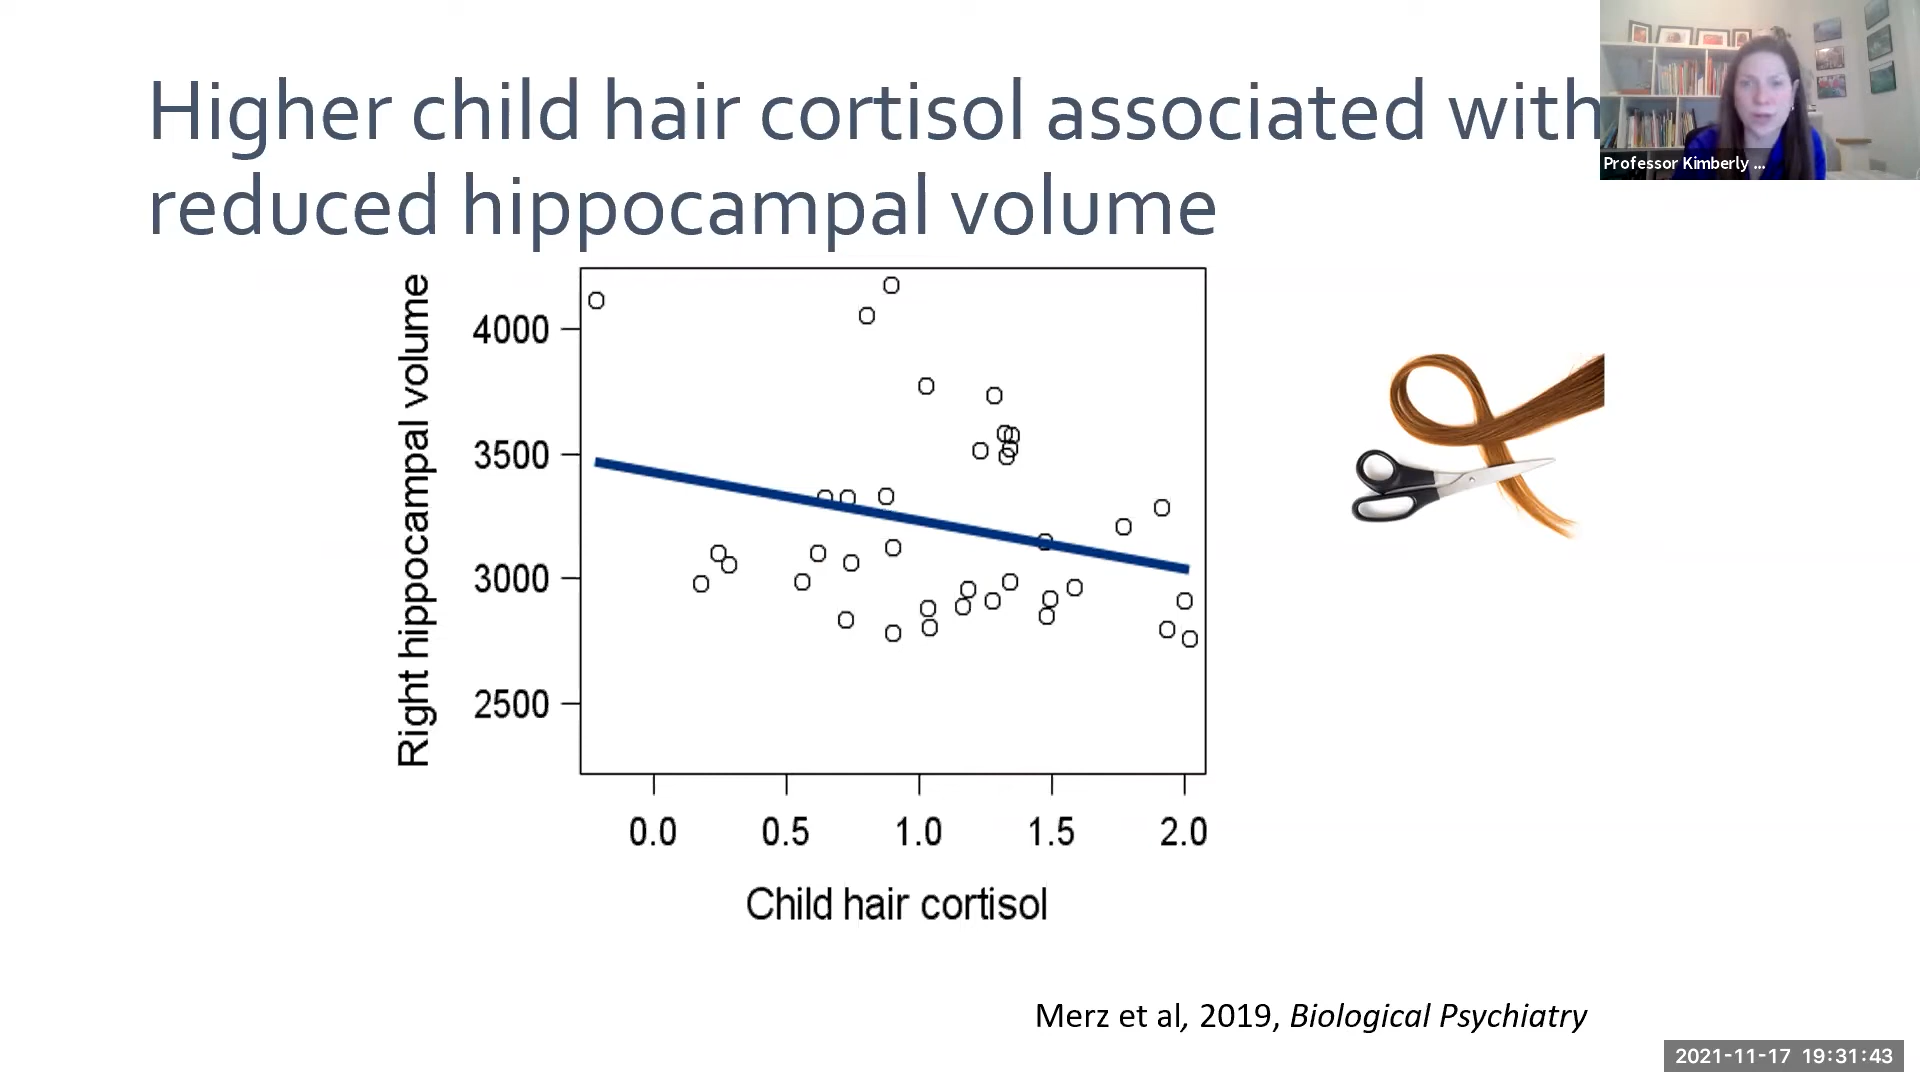 Higher child hair cortisol associated with
reduced hippocampal volume
Professor Kimberly ...
Right hippocampal volume
4000
3500
3000
2500
0.0 0.5 1.0 1.5 2.0
Child hair cortisol
Merz et al, 2019, Biological Psychiatry
2021-11-17 19:31:43